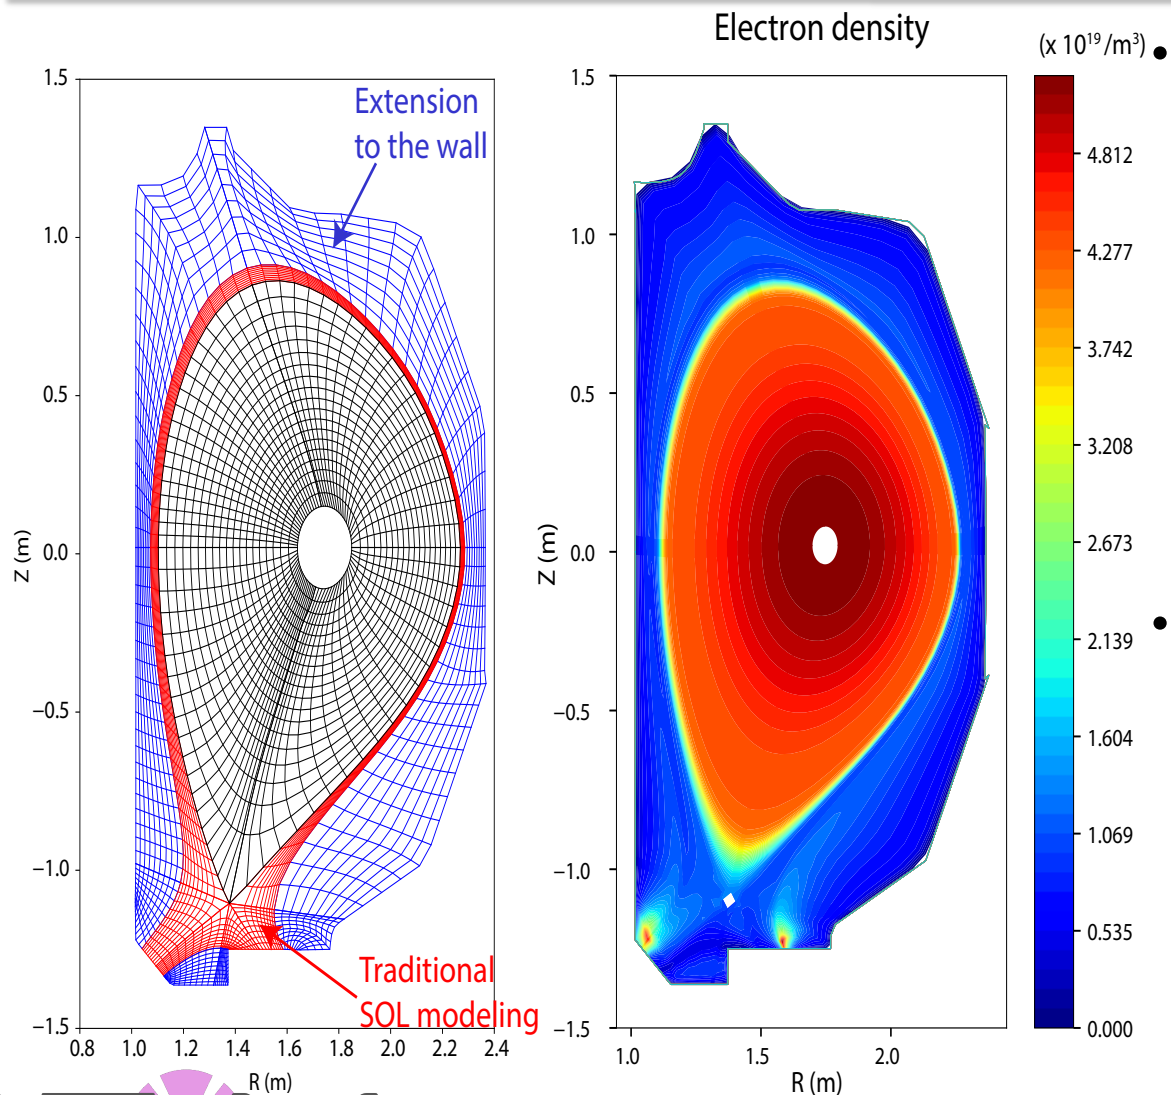 Electron density
(x 10¹⁹/m³)
•
1.5
1.0
0.5
0.0
−0.5
−1.0
−1.5
Z (m)
0.8 1.0 1.2 1.4 1.6 1.8 2.0 2.2 2.4
R (m)
Extension
to the wall
Traditional
SOL modeling
1.5
1.0
0.5
0.0
−0.5
−1.0
−1.5
Z (m)
1.0 1.5 2.0
R (m)
4.812
4.277
3.742
3.208
2.673
2.139
1.604
1.069
0.535
0.000
•